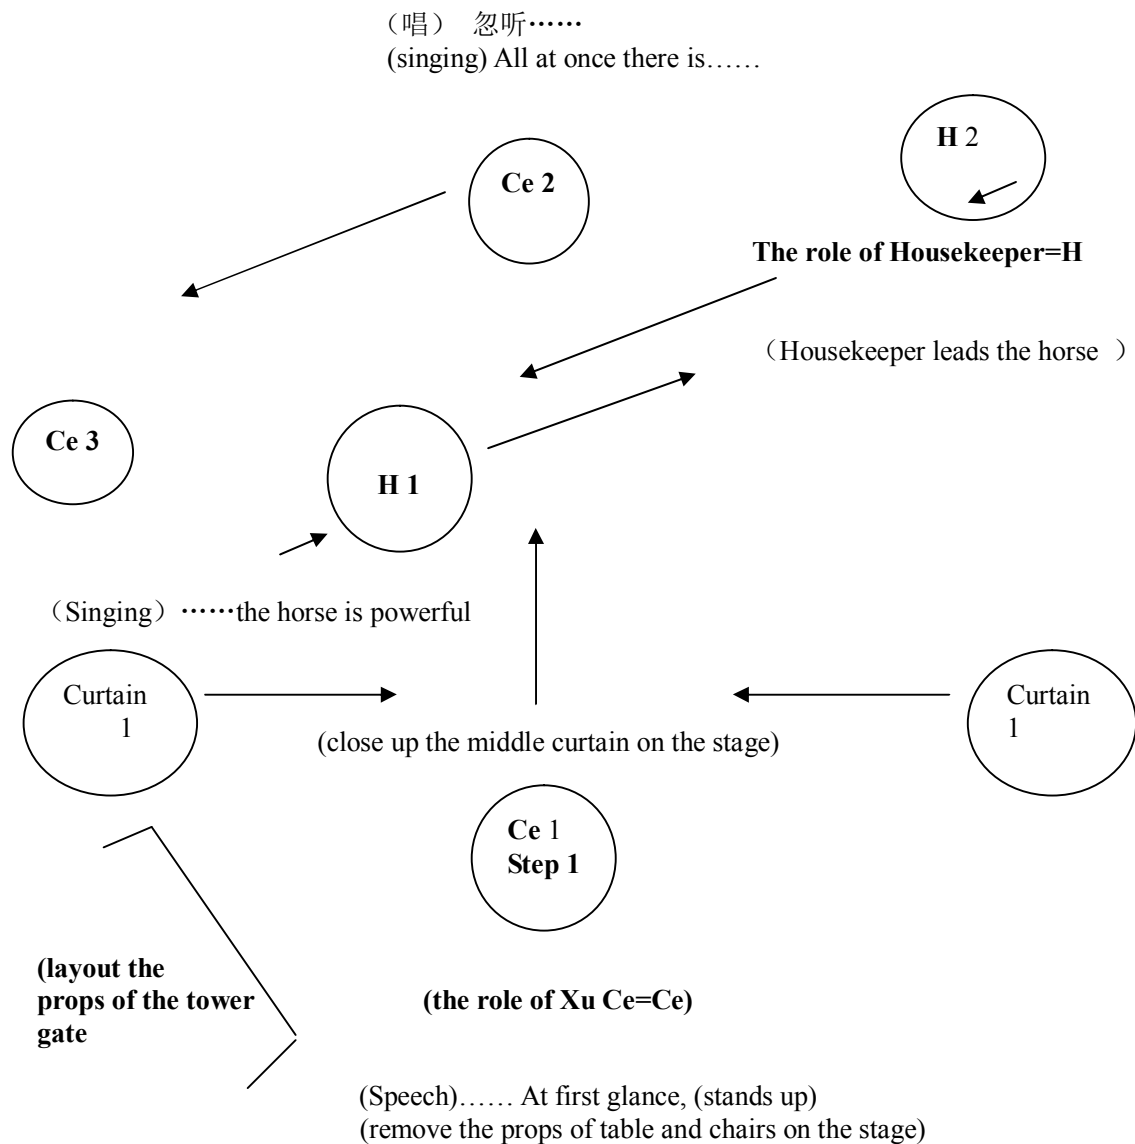 （唱） 忽听……
(singing) All at once there is……
H 2
Ce 2
The role of Housekeeper=H
（Housekeeper leads the horse ）
Ce 3
H 1
（Singing）……the horse is powerful
Curtain
1
Curtain
1
(close up the middle curtain on the stage)
Ce 1
Step 1
(layout the
props of the tower
gate
(the role of Xu Ce=Ce)
(Speech)…… At first glance, (stands up)
(remove the props of table and chairs on the stage)